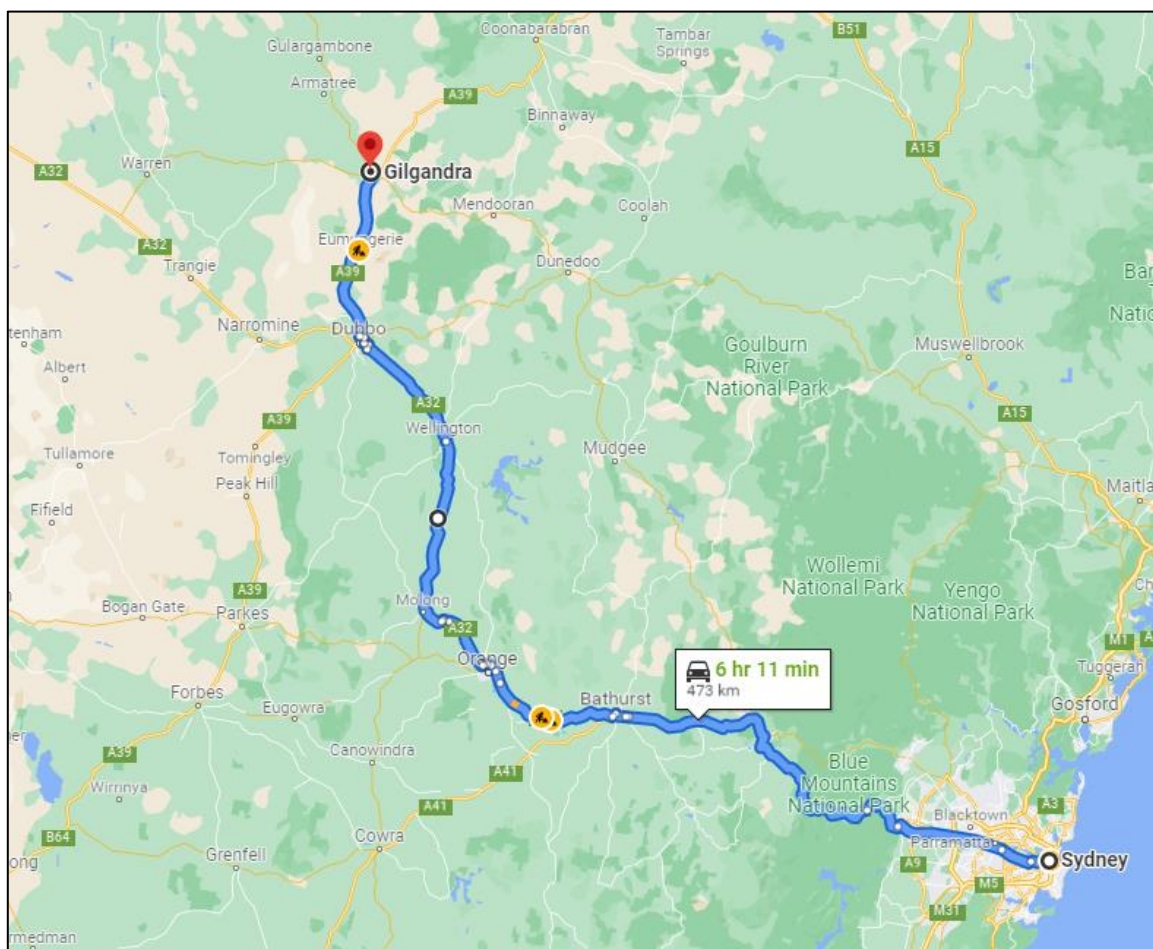 Coonabarabran
Tambar
Springs
B51
Gulargambone
Armatree
A39
Binnaway
A15
Warren
A32
Gilgandra
Mendooran
Coolah
A32
A39
Trangie
Dunedoo
Narromine
Dubbo
Goulburn
River
National Park
Muswellbrook
Albert
A32
A15
A39
Wellington
Tullamore
Tomingley
Mudgee
Peak Hill
Fifield
Wollemi
National Park
Yengo
National Park
A39
Bogan Gate
Parkes
Molong
A32
M1
Orange
6 hr 11 min
473 km
Forbes
Eugowra
Bathurst
Gosford
A39
Canowindra
A41
Wirrinya
A41
Blue
Mountains
National Park
Blacktown
A3
B64
Cowra
Parramatta
Grenfell
A9
Sydney
M5
M31